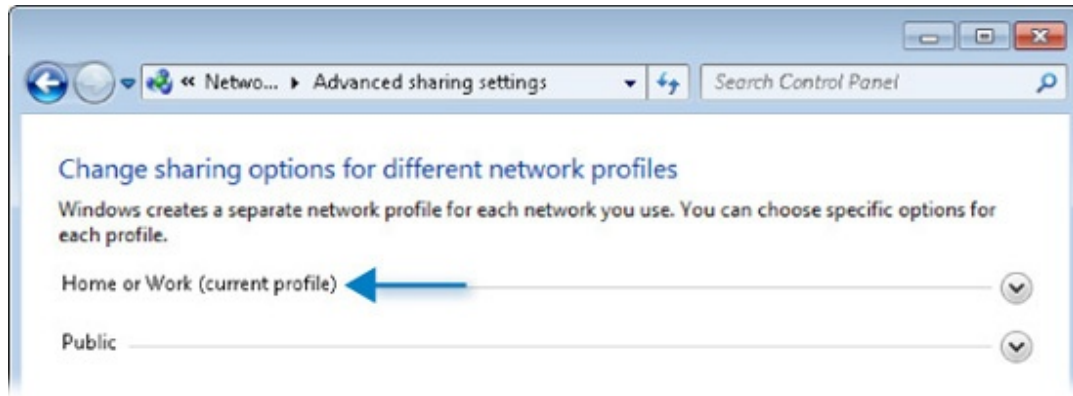 « Netwo... ▸ Advanced sharing settings
Search Control Panel
Change sharing options for different network profiles
Windows creates a separate network profile for each network you use. You can choose specific options for
each profile.
Home or Work (current profile)
Public